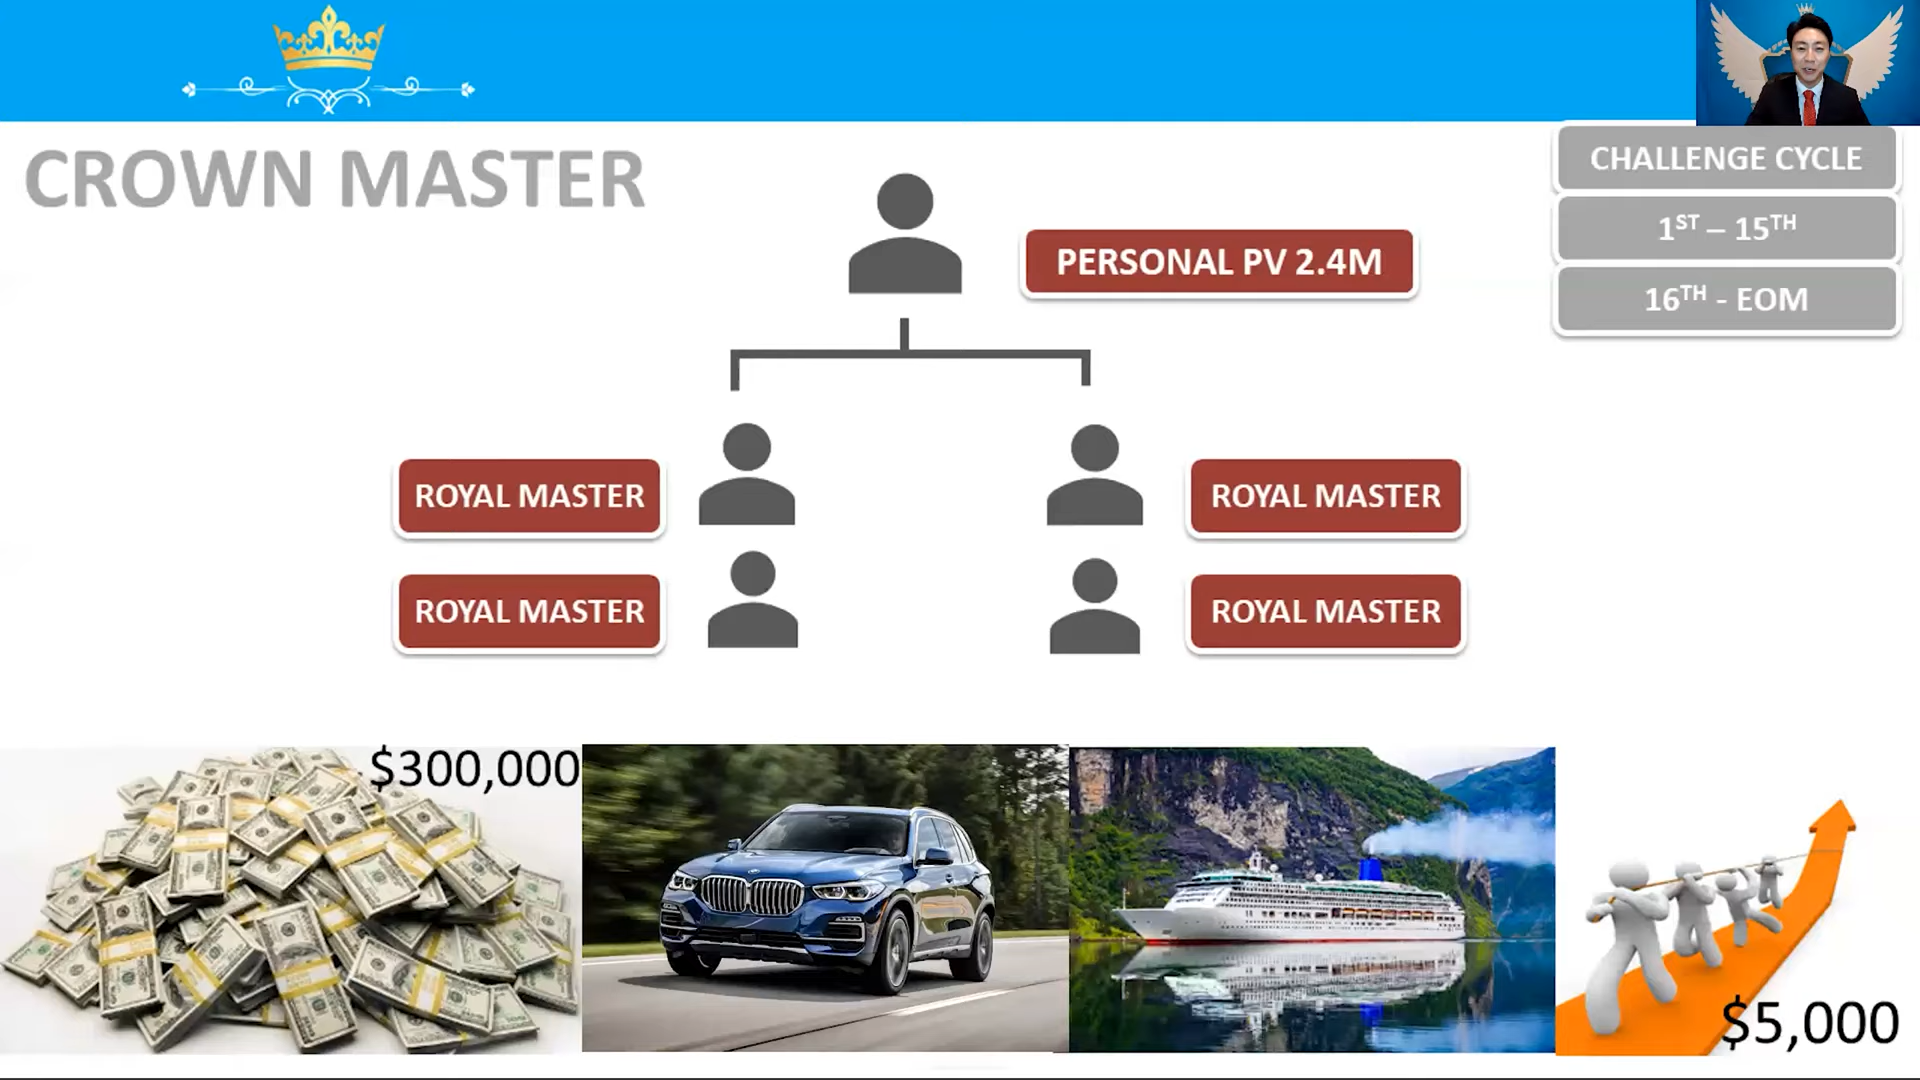 CROWN MASTER
CHALLENGE CYCLE
1ST – 15TH
16TH - EOM
PERSONAL PV 2.4M
ROYAL MASTER
ROYAL MASTER
ROYAL MASTER
ROYAL MASTER
$300,000
$5,000